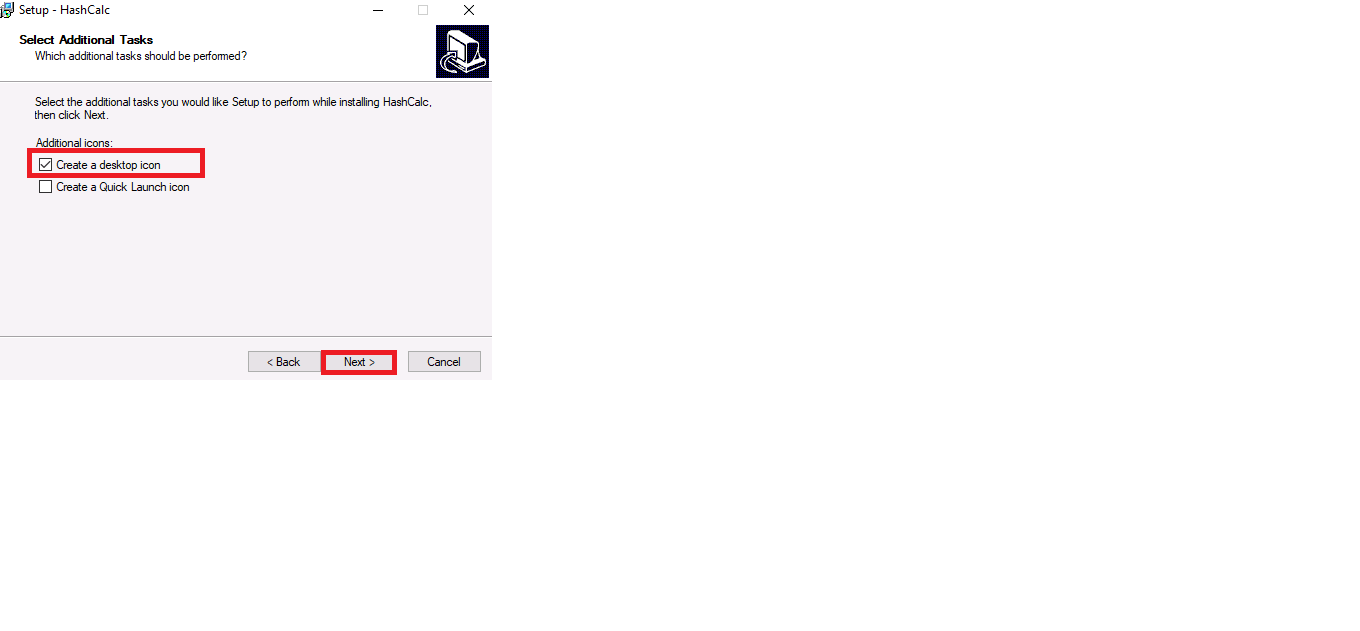 Setup - HashCalc
Select Additional Tasks
Which additional tasks should be performed?
Select the additional tasks you would like Setup to perform while installing HashCalc,
then click Next.
Additional icons:
Create a desktop icon
Create a Quick Launch icon
< Back
Next >
Cancel